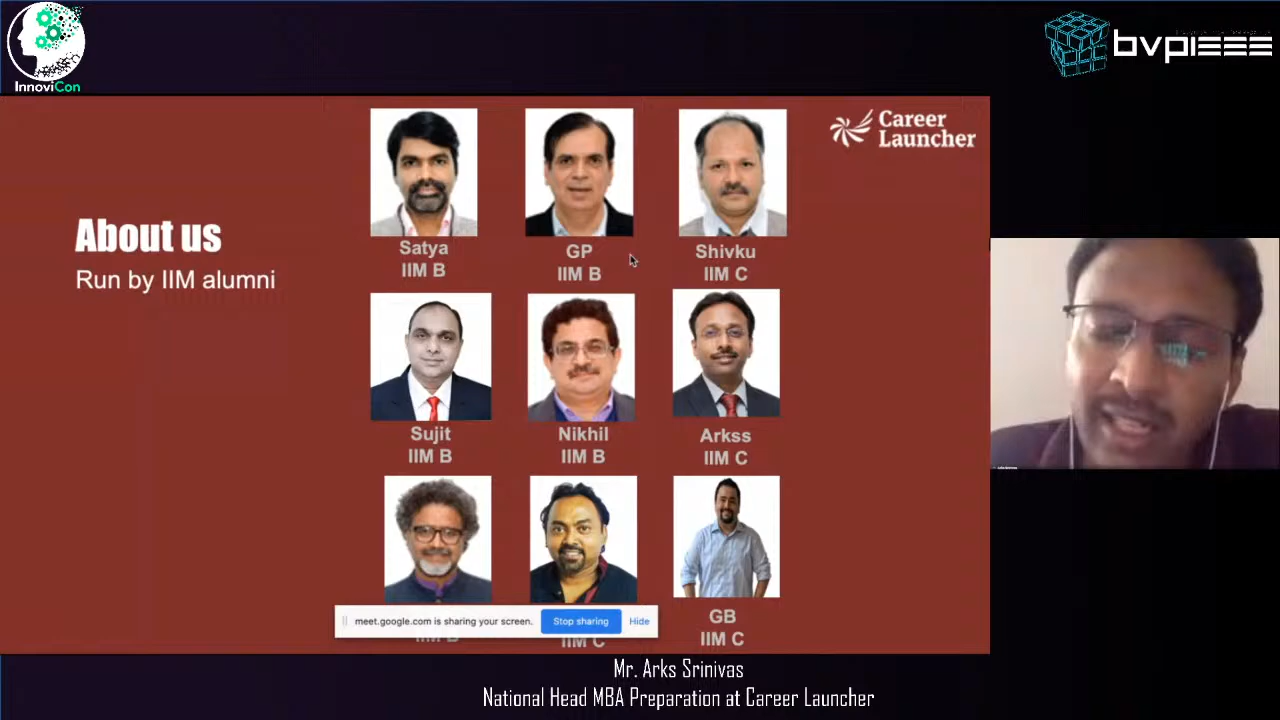 InnoviCon
bvpieee
Career
Launcher
About us
Run by IIM alumni
Satya
IIM B
GP
IIM B
Shivku
IIM C
Sujit
IIM B
Nikhil
IIM B
Arkss
IIM C
meet.google.com is sharing your screen.
Stop sharing
Hide
IIM B
IIM C
GB
IIM C
Mr. Arks Srinivas
National Head MBA Preparation at Career Launcher